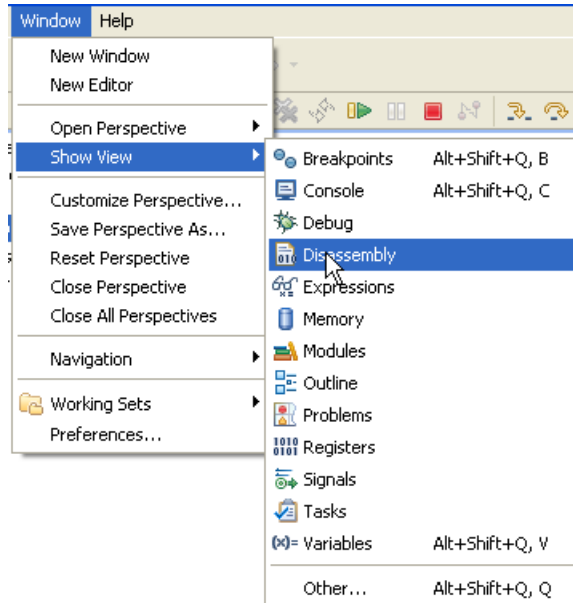 Window Help
New Window
New Editor
Open Perspective
Show View
Customize Perspective...
Save Perspective As...
Reset Perspective
Close Perspective
Close All Perspectives
Navigation
Working Sets
Preferences...
Breakpoints Alt+Shift+Q, B
Console Alt+Shift+Q, C
Debug
Disassembly
Expressions
Memory
Modules
Outline
Problems
Registers
Signals
Tasks
Variables Alt+Shift+Q, V
Other... Alt+Shift+Q, Q